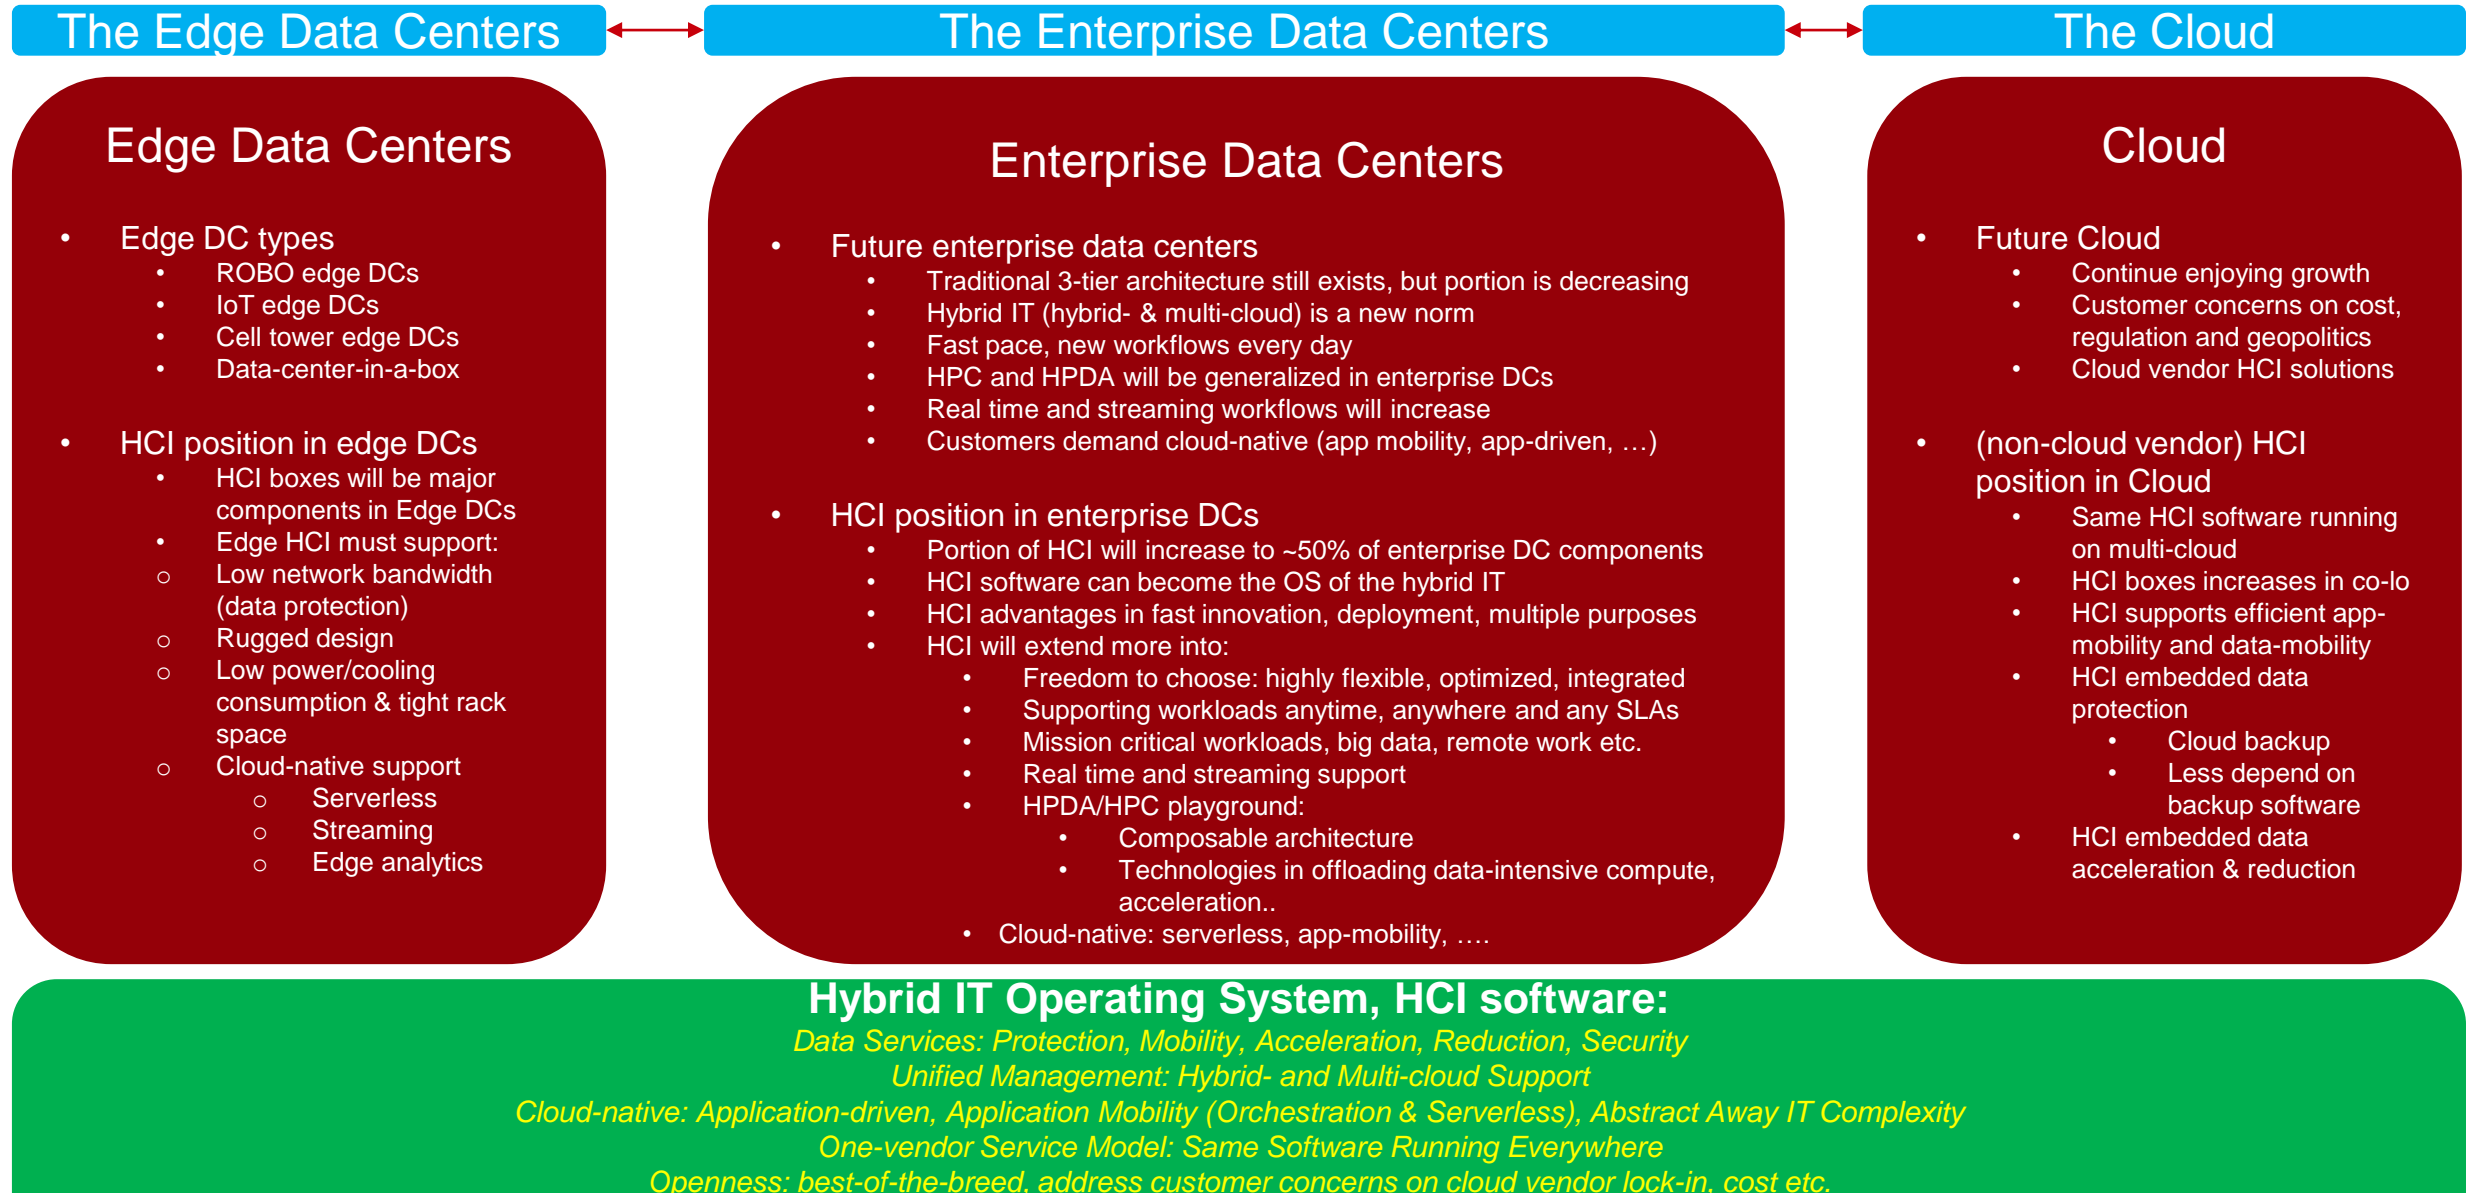 The Edge Data Centers
The Enterprise Data Centers
The Cloud
Edge Data Centers
• Edge DC types
• ROBO edge DCs
• IoT edge DCs
• Cell tower edge DCs
• Data-center-in-a-box
• HCI position in edge DCs
• HCI boxes will be major
components in Edge DCs
• Edge HCI must support:
o Low network bandwidth
(data protection)
o Rugged design
o Low power/cooling
consumption & tight rack
space
o Cloud-native support
o Serverless
o Streaming
o Edge analytics
Enterprise Data Centers
• Future enterprise data centers
• Traditional 3-tier architecture still exists, but portion is decreasing
• Hybrid IT (hybrid- & multi-cloud) is a new norm
• Fast pace, new workflows every day
• HPC and HPDA will be generalized in enterprise DCs
• Real time and streaming workflows will increase
• Customers demand cloud-native (app mobility, app-driven, …)
• HCI position in enterprise DCs
• Portion of HCI will increase to ~50% of enterprise DC components
• HCI software can become the OS of the hybrid IT
• HCI advantages in fast innovation, deployment, multiple purposes
• HCI will extend more into:
• Freedom to choose: highly flexible, optimized, integrated
• Supporting workloads anytime, anywhere and any SLAs
• Mission critical workloads, big data, remote work etc.
• Real time and streaming support
• HPDA/HPC playground:
• Composable architecture
• Technologies in offloading data-intensive compute,
acceleration..
• Cloud-native: serverless, app-mobility, ….
Cloud
• Future Cloud
• Continue enjoying growth
• Customer concerns on cost,
regulation and geopolitics
• Cloud vendor HCI solutions
• (non-cloud vendor) HCI
position in Cloud
• Same HCI software running
on multi-cloud
• HCI boxes increases in co-lo
• HCI supports efficient app-
mobility and data-mobility
• HCI embedded data
protection
• Cloud backup
• Less depend on
backup software
• HCI embedded data
acceleration & reduction
Hybrid IT Operating System, HCI software:
Data Services: Protection, Mobility, Acceleration, Reduction, Security
Unified Management: Hybrid- and Multi-cloud Support
Cloud-native: Application-driven, Application Mobility (Orchestration & Serverless), Abstract Away IT Complexity
One-vendor Service Model: Same Software Running Everywhere
Openness: best-of-the-breed, address customer concerns on cloud vendor lock-in, cost etc.